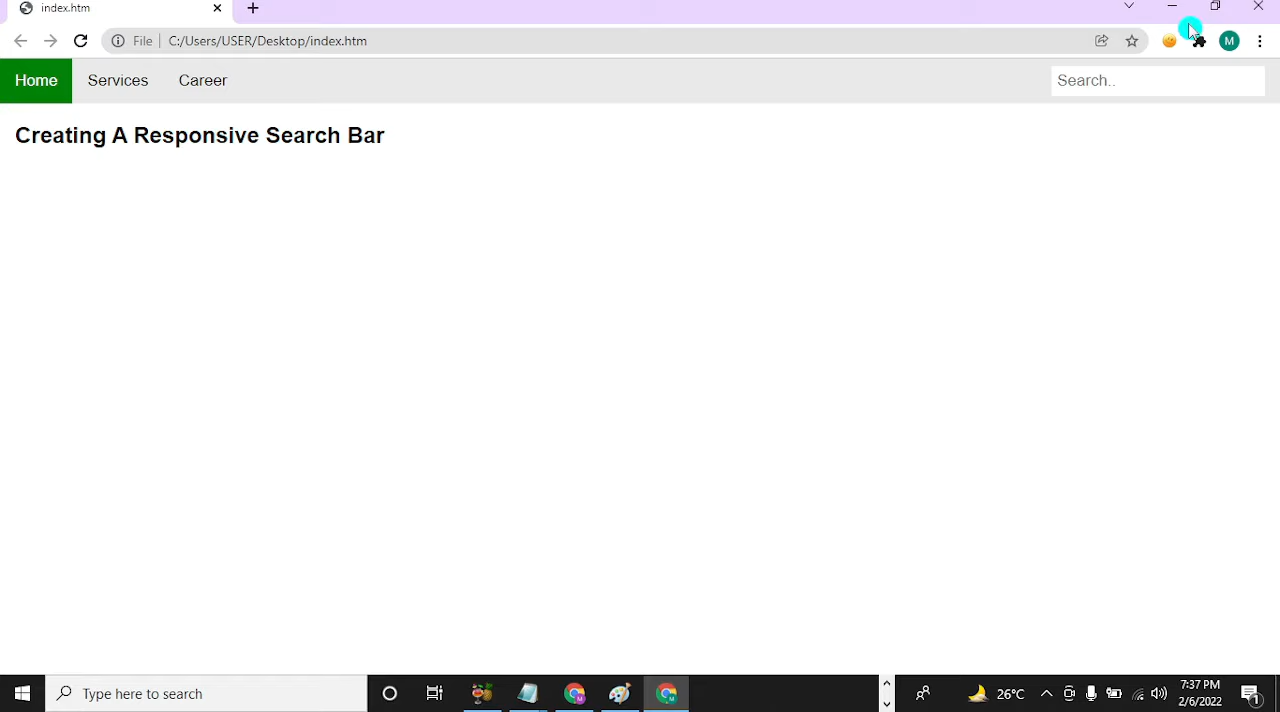 index.htm
File C:/Users/USER/Desktop/index.htm
M
Home Services Career Search..
Creating A Responsive Search Bar
Type here to search
M
M
26°C
7:37 PM
2/6/2022
1